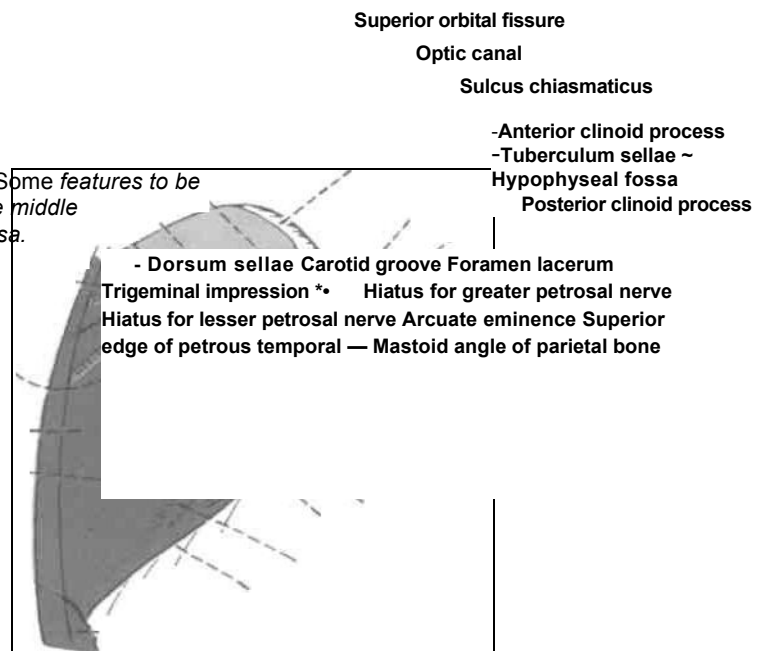 Superior orbital fissure
Optic canal
Sulcus chiasmaticus
-Anterior clinoid process
-Tuberculum sellae ~
Hypophyseal fossa
Posterior clinoid process
Some features to be
middle
- Dorsum sellae Carotid groove Foramen lacerum
Trigeminal impression *• Hiatus for greater petrosal nerve
Hiatus for lesser petrosal nerve Arcuate eminence Superior
edge of petrous temporal — Mastoid angle of parietal bone